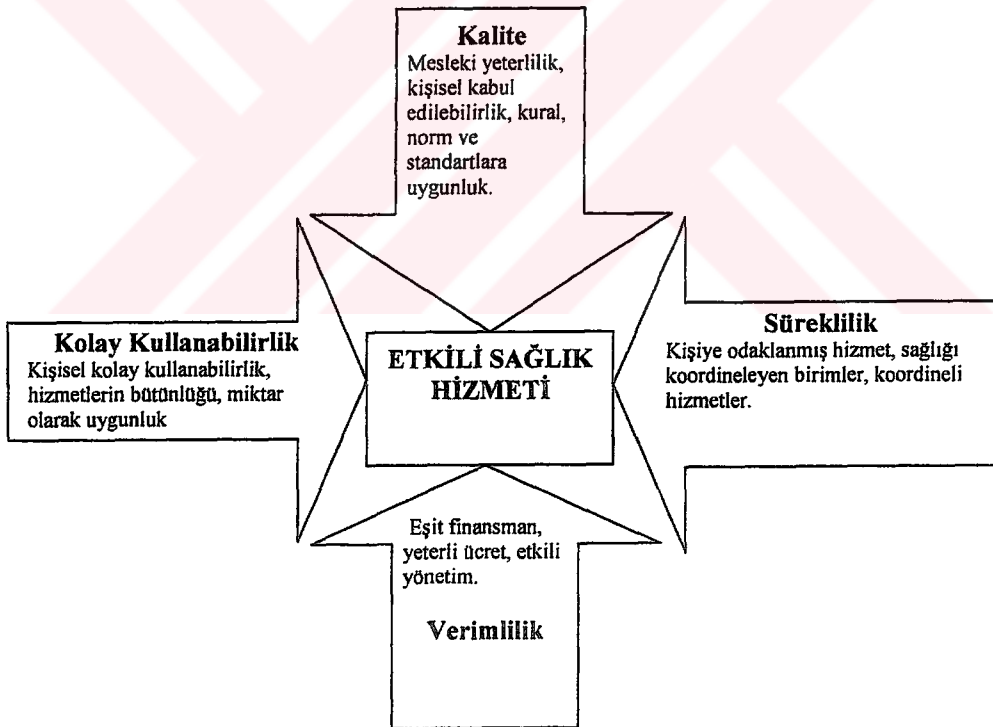 Kalite
Mesleki yeterlilik,
kişisel kabul
edilebilirlik, kural,
norm ve
standartlara
uygunluk.
Kolay Kullanabilirlik
Kişisel kolay kullanabilirlik,
hizmetlerin bütünlüğü, miktar
olarak uygunluk
ETKİLİ SAĞLIK
HİZMETİ
Süreklilik
Kişiye odaklanmış hizmet, sağlığı
koordineleyen birimler, koordineli
hizmetler.
Eşit finansman,
yeterli ücret, etkili
yönetim.
Verimlilik